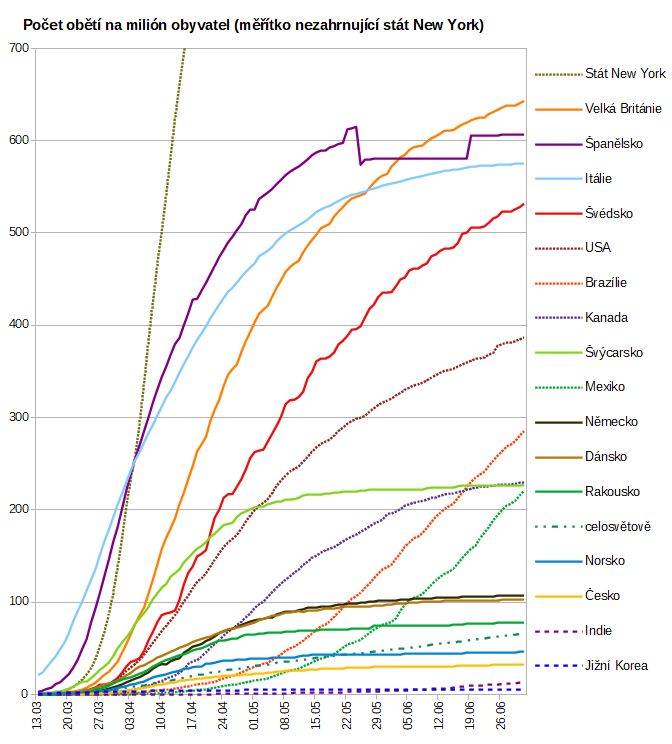 Počet obětí na milión obyvatel (měřítko nezahrnující stát New York)
700
600
500
400
300
200
100
0
13.03
20.03
27.03
03.04
10.04
17.04
24.04
01.05
08.05
15.05
22.05
29.05
05.06
12.06
19.06
26.06
Stát New York
Velká Británie
Španělsko
Itálie
Švédsko
USA
Brazílie
Kanada
Švýcarsko
Mexiko
Německo
Dánsko
Rakousko
celosvětově
Norsko
Česko
Indie
Jižní Korea